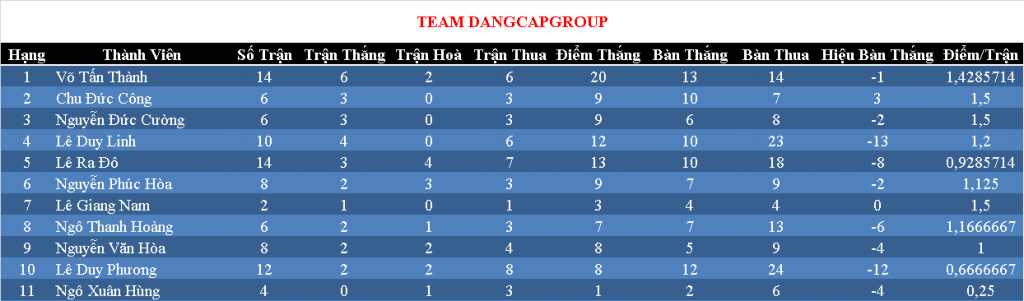 TEAM DANGCAPGROUP
Hạng Thành Viên Số Trận Trận Thắng Trận Hoà Trận Thua Điểm Thắng Bàn Thắng Bàn Thua Hiệu Bàn Thắng Điểm/Trận
1 Võ Tấn Thành 14 6 2 6 20 13 14 -1 1,4285714
2 Chu Đức Công 6 3 0 3 9 10 7 3 1,5
3 Nguyễn Đức Cường 6 3 0 3 9 6 8 -2 1,5
4 Lê Duy Linh 10 4 0 6 12 10 23 -13 1,2
5 Lê Ra Đô 14 3 4 7 13 10 18 -8 0,9285714
6 Nguyễn Phúc Hòa 8 2 3 3 9 7 9 -2 1,125
7 Lê Giang Nam 2 1 0 1 3 4 4 0 1,5
8 Ngô Thanh Hoàng 6 2 1 3 7 7 13 -6 1,1666667
9 Nguyễn Văn Hòa 8 2 2 4 8 5 9 -4 1
10 Lê Duy Phương 12 2 2 8 8 12 24 -12 0,6666667
11 Ngô Xuân Hùng 4 0 1 3 1 2 6 -4 0,25